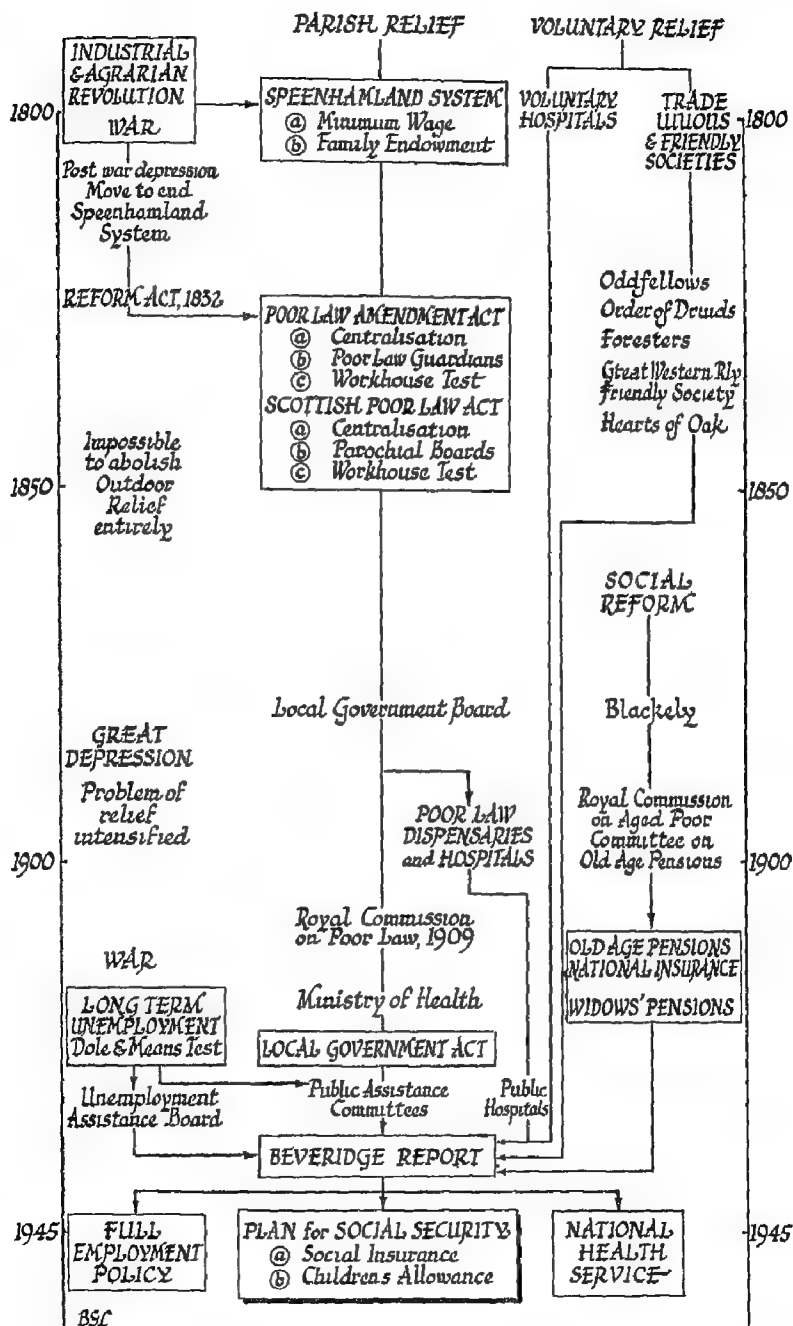 PARISH RELIEF
VOLUNTARY RELIEF
INDUSTRIAL
& AGRARIAN
REVOLUTION
WAR
1800
SPEENHAMLAND SYSTEM
ⓐ Minimum Wage
ⓑ Family Endowment
VOLUNTARY
HOSPITALS
TRADE
UNIONS
& FRIENDLY
SOCIETIES
1800
Post war depression
Move to end
Speenhamland
System
REFORM ACT, 1832
POOR LAW AMENDMENT ACT
ⓐ Centralisation
ⓑ Poor Law Guardians
ⓒ Workhouse Test
SCOTTISH POOR LAW ACT
ⓐ Centralisation
ⓑ Parochial Boards
ⓒ Workhouse Test
Oddfellows
Order of Druids
Foresters
Great Western Rly
Friendly Society
Hearts of Oak
Impossible
to abolish
Outdoor
Relief
entirely
1850
1850
SOCIAL
REFORM
Local Government Board
Blackely
GREAT
DEPRESSION
Problem of
relief
intensified
POOR LAW
DISPENSARIES
and HOSPITALS
Royal Commission
on Aged Poor
Committee on
Old Age Pensions
1900
1900
Royal Commission
on Poor Law, 1909
WAR
OLD AGE PENSIONS
NATIONAL INSURANCE
WIDOWS' PENSIONS
LONG TERM
UNEMPLOYMENT
Dole & Means Test
Ministry of Health
LOCAL GOVERNMENT ACT
Unemployment
Assistance Board
Public Assistance
Committees
Public
Hospitals
BEVERIDGE REPORT
1945
FULL
EMPLOYMENT
POLICY
PLAN for SOCIAL SECURITY
ⓐ Social Insurance
ⓑ Childrens Allowance
NATIONAL
HEALTH
SERVICE
1945
BSL